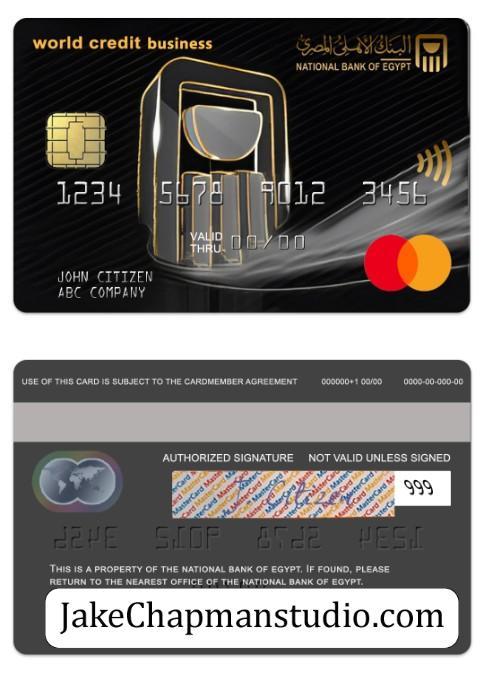 world credit business
البنك الأهلي المصري
NATIONAL BANK OF EGYPT
1234 5678 9012 3456
VALID THRU 00/00
JOHN CITIZEN
ABC COMPANY
USE OF THIS CARD IS SUBJECT TO THE CARDMEMBER AGREEMENT 000000+1 00/00 0000-00-000-00
AUTHORIZED SIGNATURE NOT VALID UNLESS SIGNED
MasterCard MasterCard MasterCard
999
THIS IS A PROPERTY OF THE NATIONAL BANK OF EGYPT. IF FOUND, PLEASE
RETURN TO THE NEAREST OFFICE OF THE NATIONAL BANK OF EGYPT.
JakeChapmanstudio.com